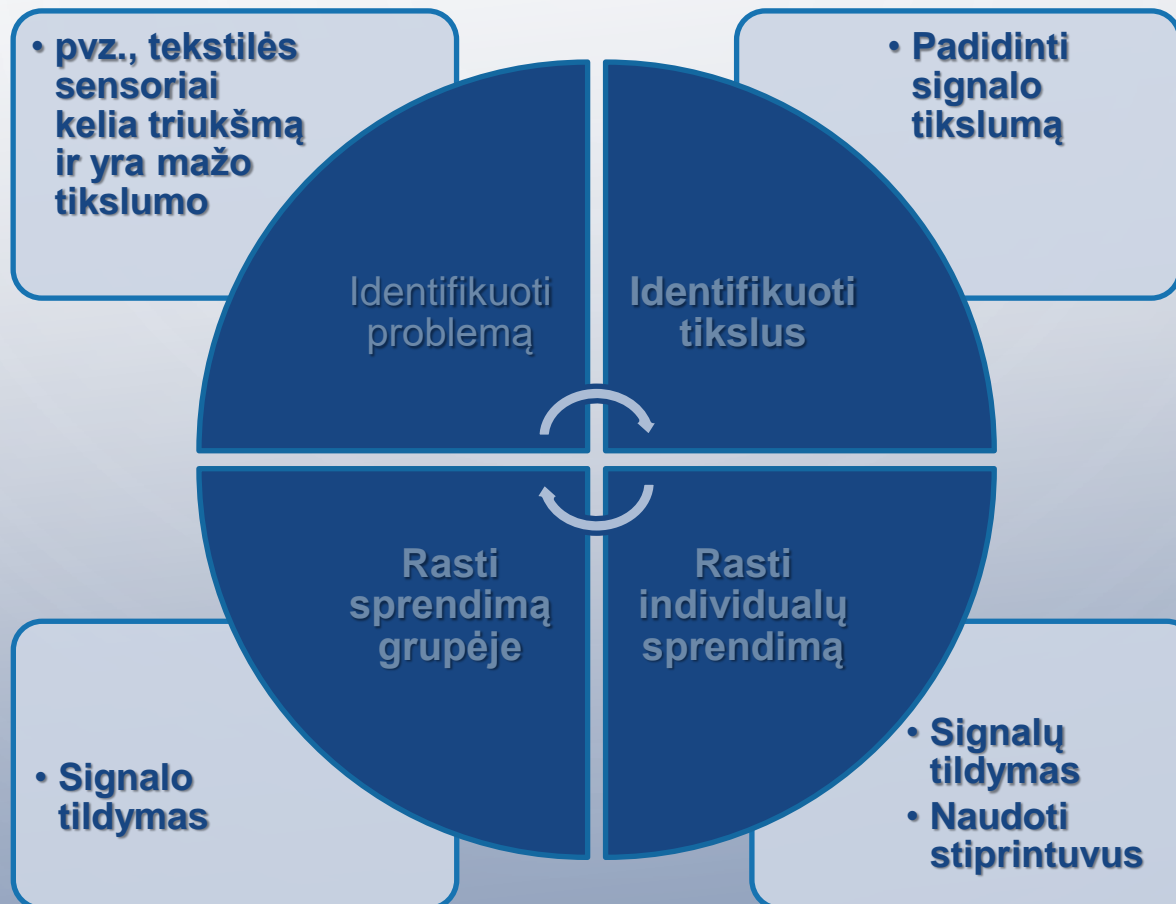 • pvz., tekstilės
sensoriai
kelia triukšmą
ir yra mažo
tikslumo
• Padidinti
signalo
tikslumą
Identifikuoti
problemą
Identifikuoti
tikslus
Rasti
sprendimą
grupėje
Rasti
individualų
sprendimą
• Signalo
tildymas
• Signalų
tildymas
• Naudoti
stiprintuvus